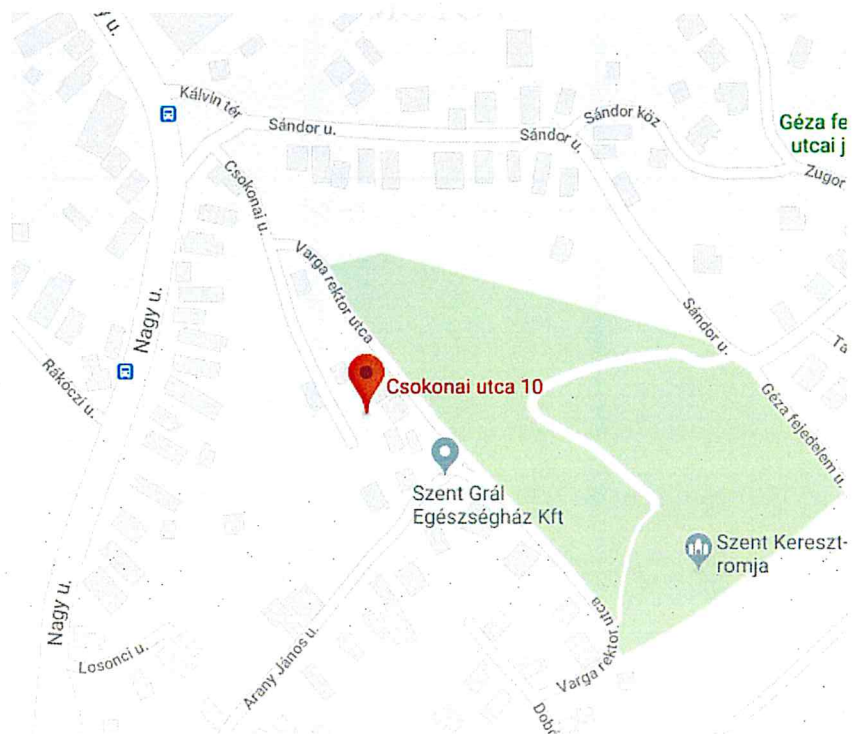 y u.
Kálvin tér
Sándor u.
Sándor u.
Sándor köz
Géza fe
utcai j
Zugor
Csokonai u.
Varga rektor utca
Nagy u.
Sándor u.
Ta
Rákóczi u.
Csokonai utca 10
Géza fejedelem u.
Szent Grál
Egészségház Kft
Szent Kereszt-
romja
Nagy u.
Varga rektor utca
Losonci u.
Arany János u.
Varga rektor
Dobó